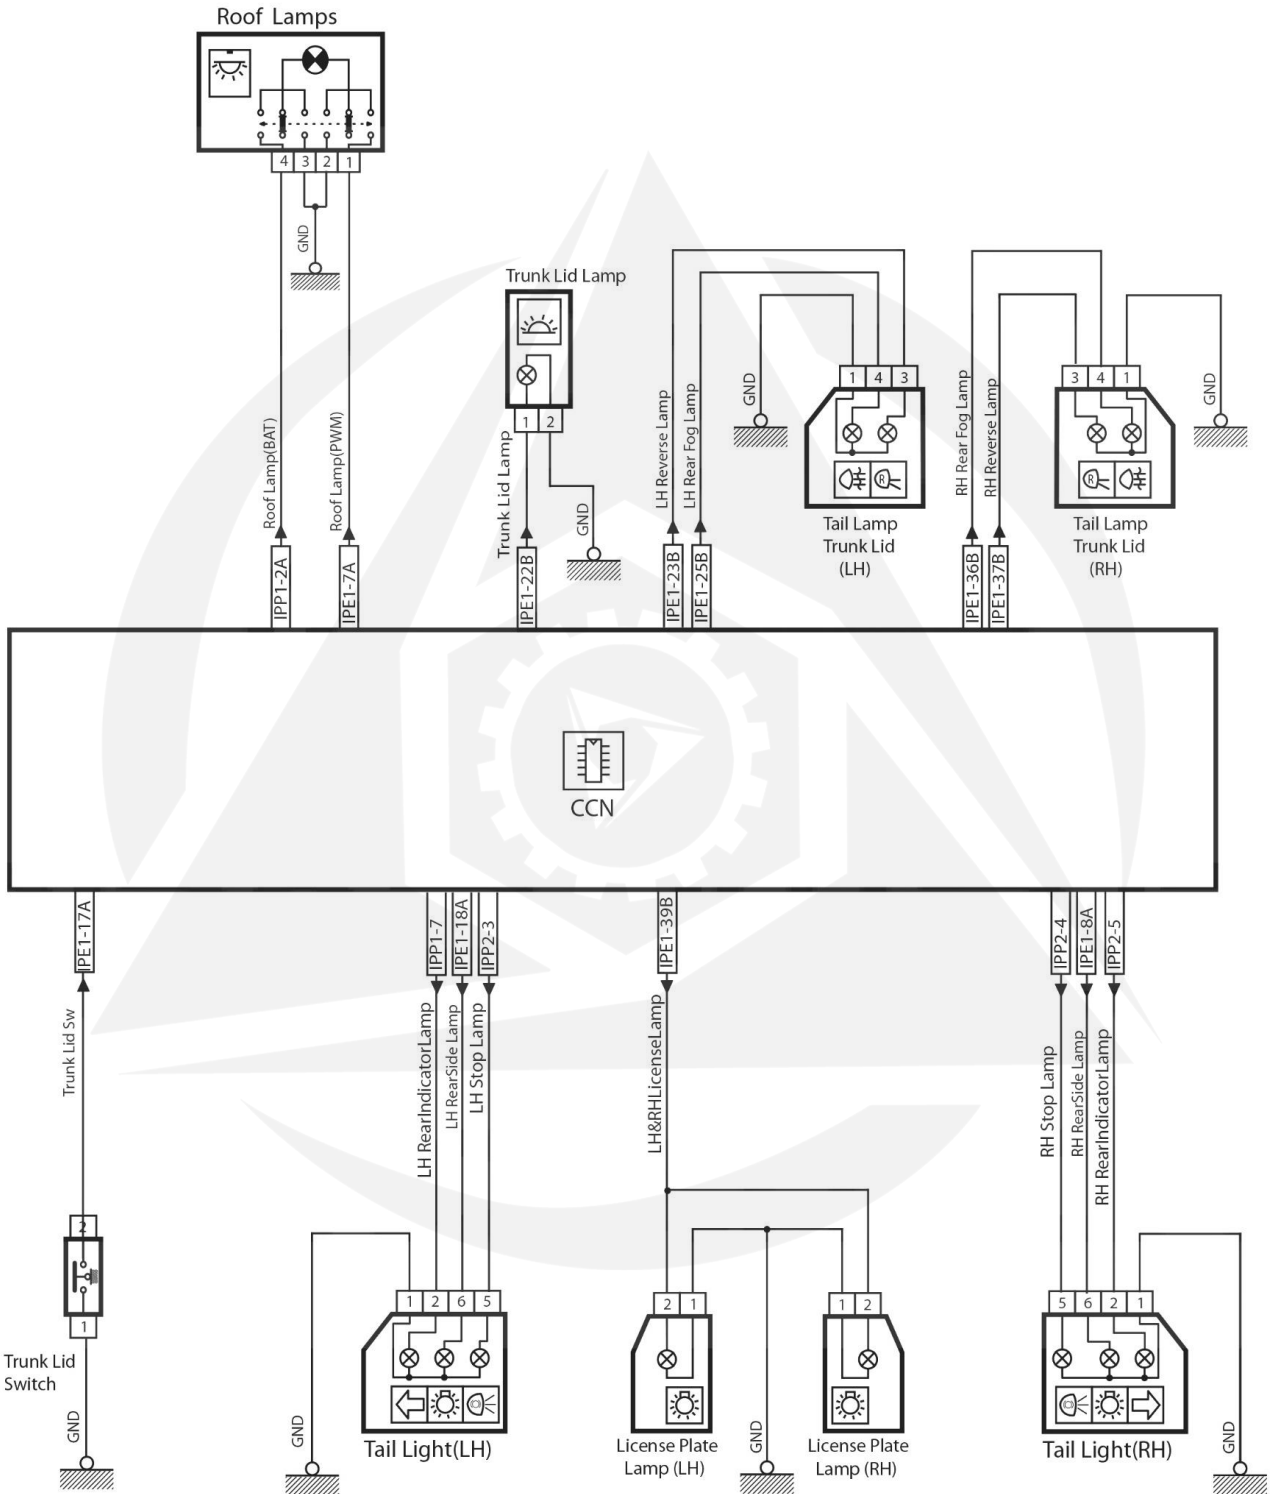 Roof Lamps
4 3 2 1
GND
Roof Lamp(BAT)
Roof Lamp(PWM)
IPP1-2A
IPE1-7A
Trunk Lid Lamp
1 2
Trunk Lid Lamp
GND
IPE1-22B
LH Reverse Lamp
LH Rear Fog Lamp
IPE1-23B
IPE1-25B
GND
1 4 3
R
Tail Lamp
Trunk Lid
(LH)
RH Rear Fog Lamp
RH Reverse Lamp
IPE1-36B
IPE1-37B
3 4 1
R
GND
Tail Lamp
Trunk Lid
(RH)
CCN
IPE1-17A
Trunk Lid Sw
2
1
Trunk Lid
Switch
GND
IPP1-7
IPE1-18A
IPP2-3
LH RearIndicatorLamp
LH RearSide Lamp
LH Stop Lamp
1 2 6 5
GND
Tail Light(LH)
IPE1-39B
LH&RHLicenseLamp
2 1
1 2
License Plate
Lamp (LH)
GND
License Plate
Lamp (RH)
IPP2-4
IPE1-8A
IPP2-5
RH Stop Lamp
RH RearSide Lamp
RH RearIndicatorLamp
5 6 2 1
Tail Light(RH)
GND